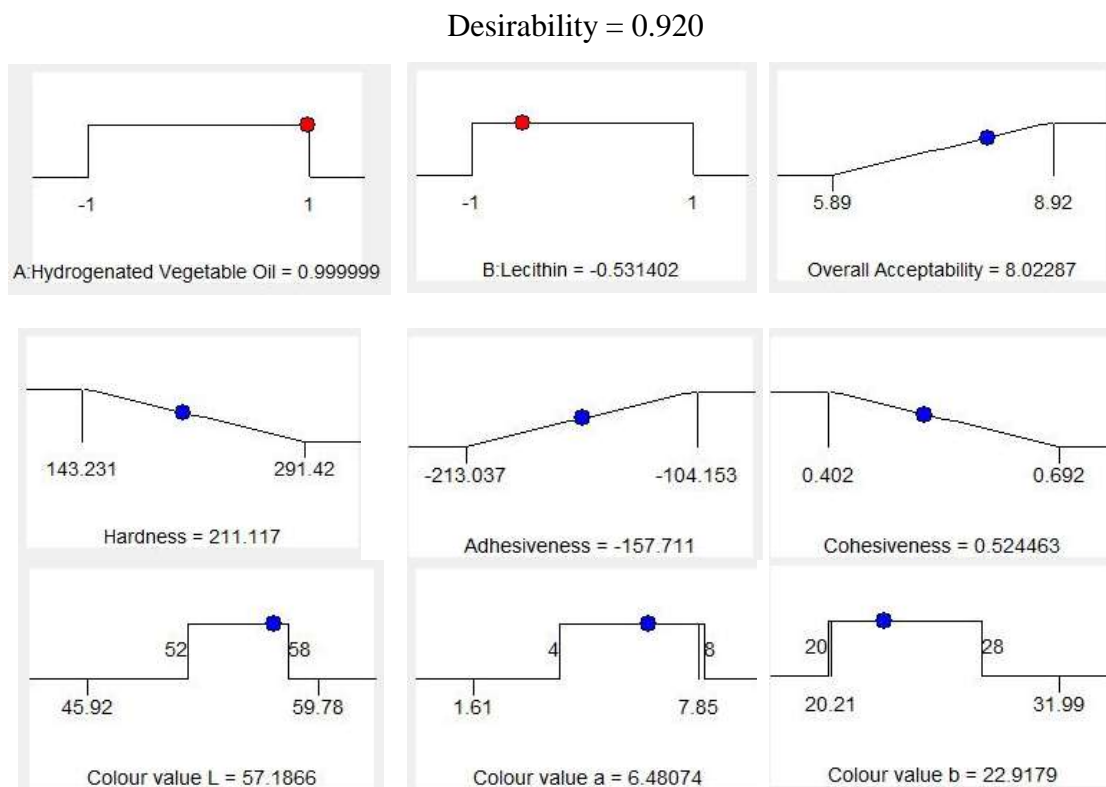 Desirability = 0.920
-1 1
A:Hydrogenated Vegetable Oil = 0.999999
-1 1
B:Lecithin = -0.531402
5.89 8.92
Overall Acceptability = 8.02287
143.231 291.42
Hardness = 211.117
-213.037 -104.153
Adhesiveness = -157.711
0.402 0.692
Cohesiveness = 0.524463
52 58
45.92 59.78
Colour value L = 57.1866
4 8
1.61 7.85
Colour value a = 6.48074
20 28
20.21 31.99
Colour value b = 22.9179